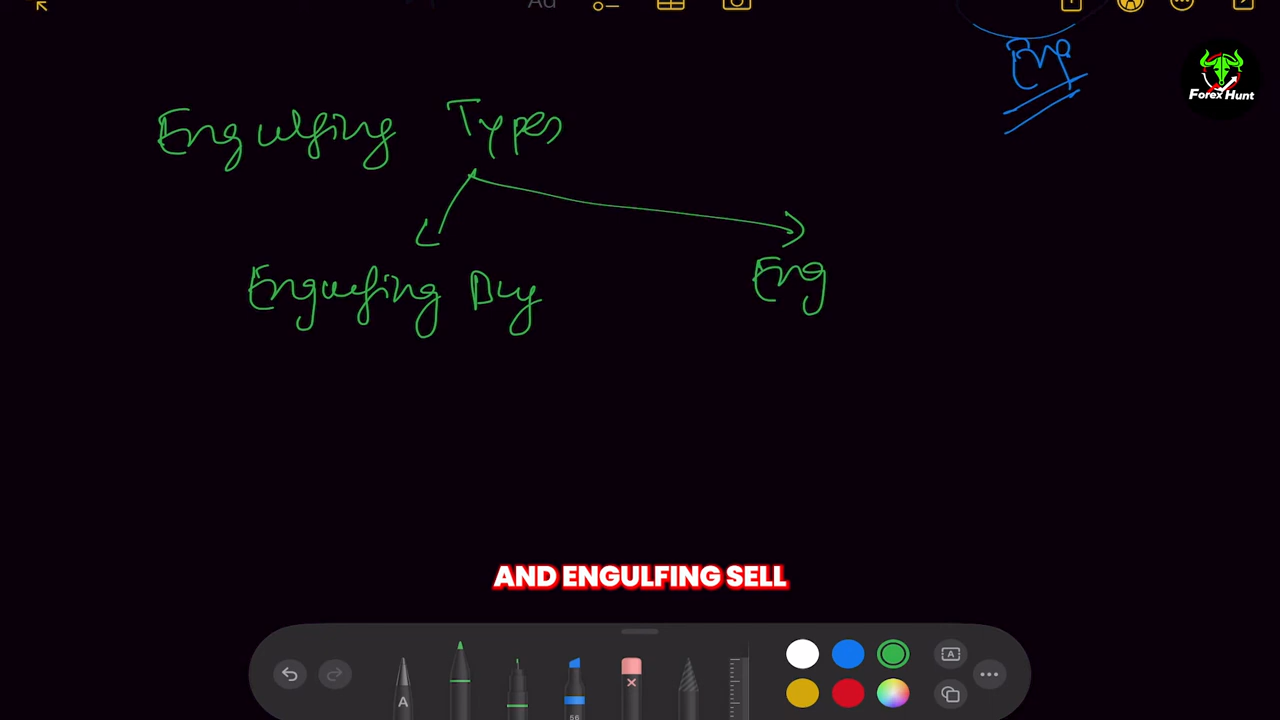 Engulfing Types
Engulfing Buy
Eng
Forex Hunt
AND ENGULFING SELL